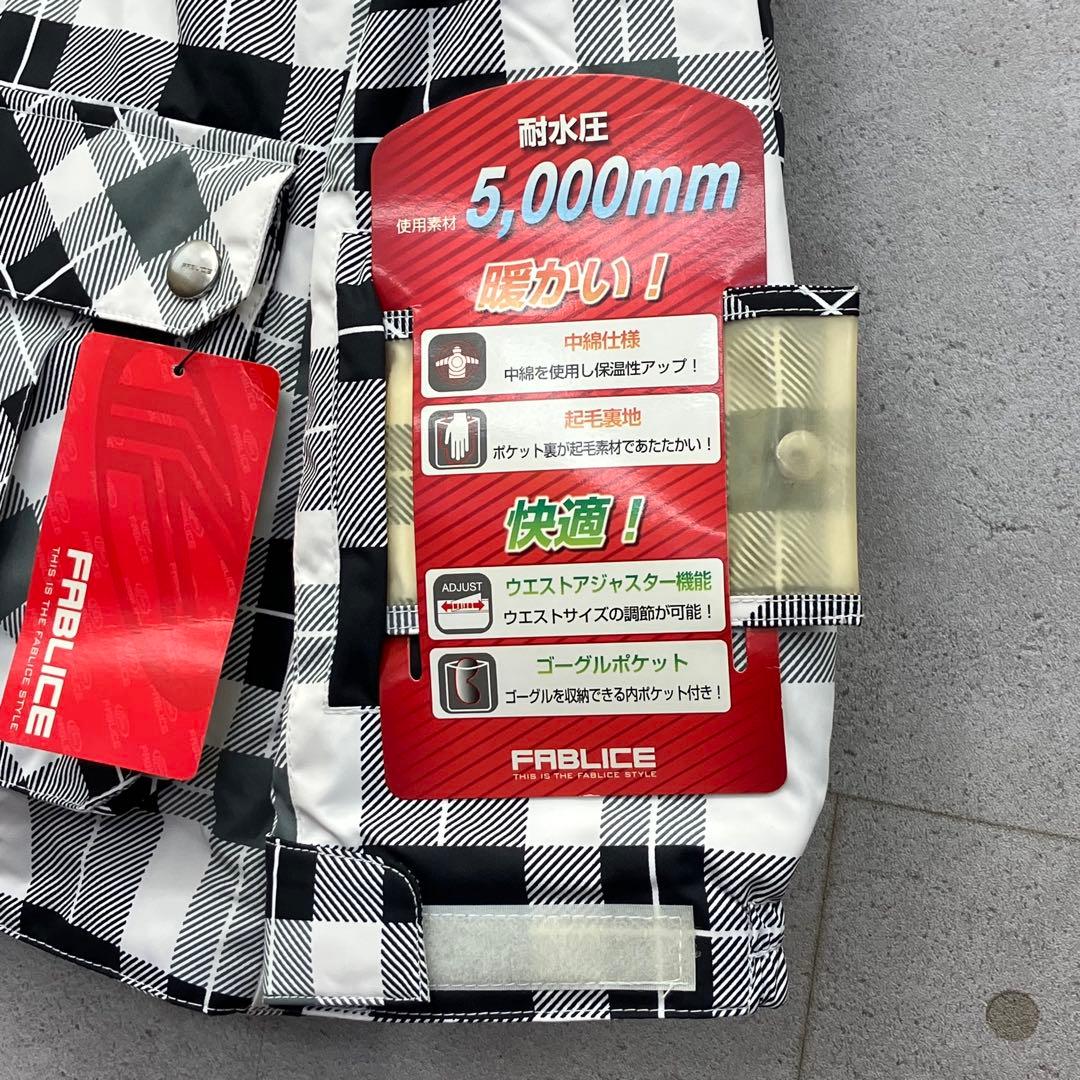 耐水圧
使用素材 5,000mm
暖かい!
中綿仕様
中綿を使用し保温性アップ!
起毛裏地
ポケット裏が起毛素材であたたかい!
快適!
ADJUST
ウエストアジャスター機能
ウエストサイズの調節が可能!
ゴーグルポケット
ゴーグルを収納できる内ポケット付き!
FABLICE
THIS IS THE FABLICE STYLE
FABLICE
THIS IS THE FABLICE STYLE